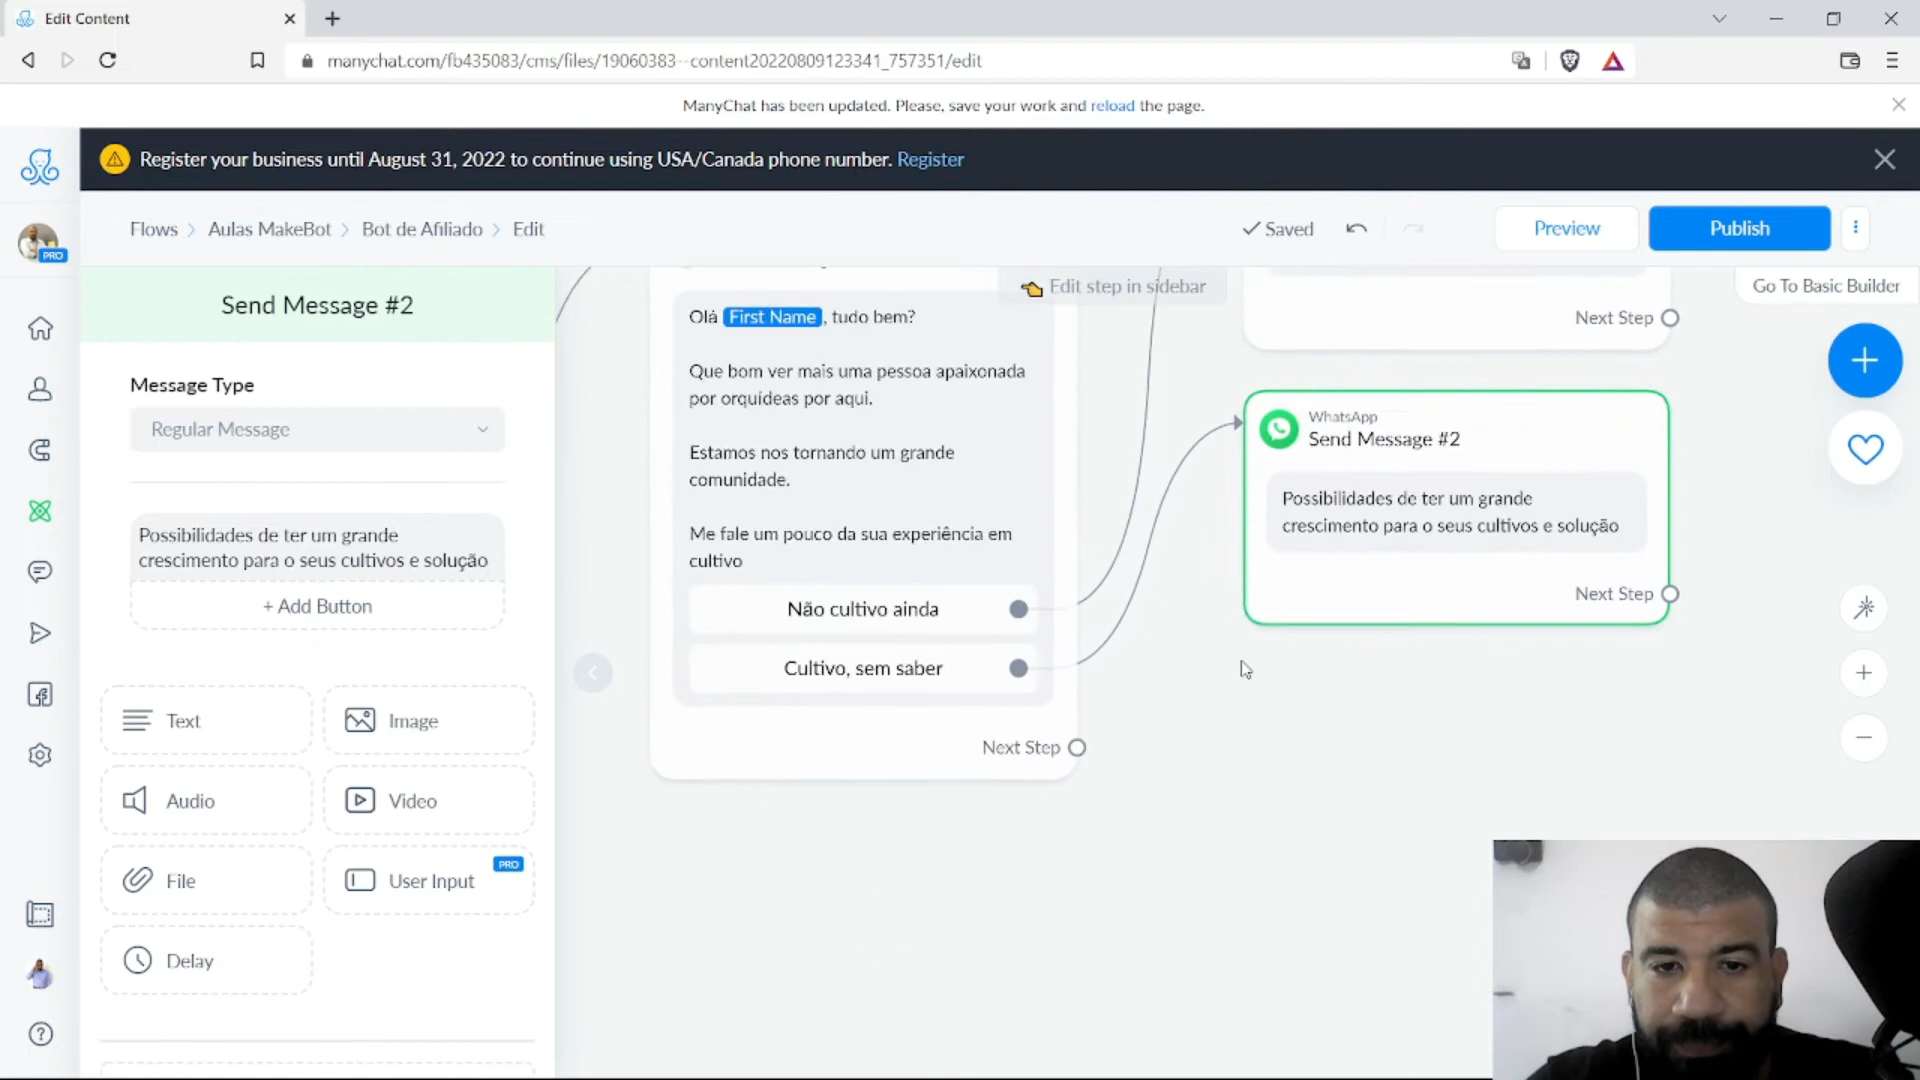 Edit Content
manychat.com/fb435083/cms/files/19060383--content20220809123341_757351/edit
ManyChat has been updated. Please, save your work and reload the page.
Register your business until August 31, 2022 to continue using USA/Canada phone number. Register
PRO
Flows > Aulas MakeBot > Bot de Afiliado > Edit
Saved
Preview
Publish
Send Message #2
Edit step in sidebar
Go To Basic Builder
Message Type
Regular Message
Possibilidades de ter um grande
crescimento para o seus cultivos e solução
+ Add Button
Text
Image
Audio
Video
File
User Input
PRO
Delay
Olá First Name , tudo bem?
Que bom ver mais uma pessoa apaixonada
por orquídeas por aqui.
Estamos nos tornando um grande
comunidade.
Me fale um pouco da sua experiência em
cultivo
Não cultivo ainda
Cultivo, sem saber
Next Step
Next Step
WhatsApp
Send Message #2
Possibilidades de ter um grande
crescimento para o seus cultivos e solução
Next Step